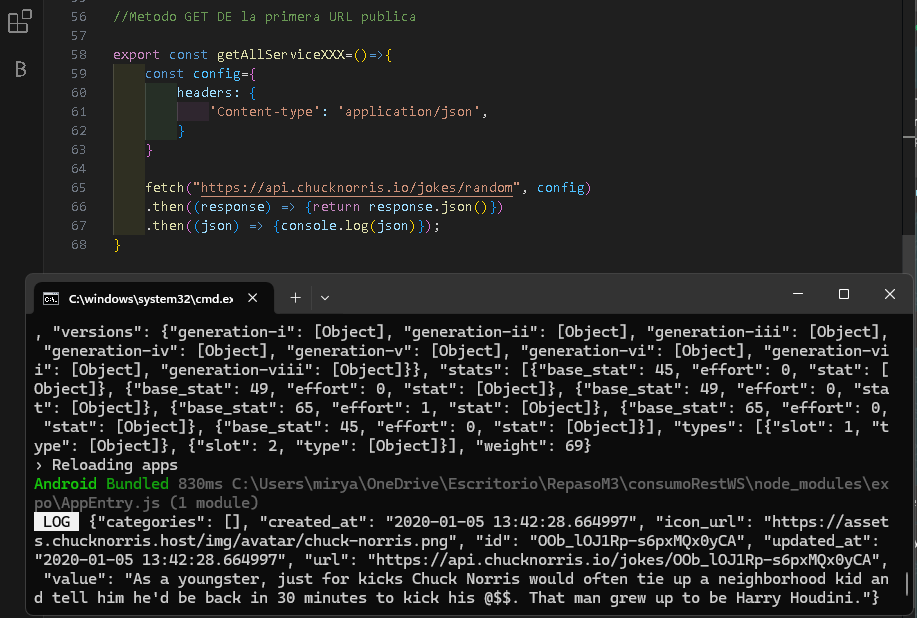 56 //Metodo GET DE la primera URL publica
57
58 export const getAllServiceXXX=()=>{
59 const config={
60 headers: {
61 'Content-type': 'application/json',
62 }
63 }
64
65 fetch("https://api.chucknorris.io/jokes/random", config)
66 .then((response) => {return response.json()})
67 .then((json) => {console.log(json)});
68 }
B
C:\windows\system32\cmd.ex
, "versions": {"generation-i": [Object], "generation-ii": [Object], "generation-iii": [Object],
"generation-iv": [Object], "generation-v": [Object], "generation-vi": [Object], "generation-vi
i": [Object], "generation-viii": [Object]}}, "stats": [{"base_stat": 45, "effort": 0, "stat": [
Object]}, {"base_stat": 49, "effort": 0, "stat": [Object]}, {"base_stat": 49, "effort": 0, "sta
t": [Object]}, {"base_stat": 65, "effort": 1, "stat": [Object]}, {"base_stat": 65, "effort": 0,
"stat": [Object]}, {"base_stat": 45, "effort": 0, "stat": [Object]}], "types": [{"slot": 1, "t
ype": [Object]}, {"slot": 2, "type": [Object]}], "weight": 69}
› Reloading apps
Android Bundled 830ms C:\Users\mirya\OneDrive\Escritorio\RepasoM3\consumoRestWS\node_modules\ex
po\AppEntry.js (1 module)
LOG {"categories": [], "created_at": "2020-01-05 13:42:28.664997", "icon_url": "https://asset
s.chucknorris.host/img/avatar/chuck-norris.png", "id": "OOb_lOJ1Rp-s6pxMQx0yCA", "updated_at":
"2020-01-05 13:42:28.664997", "url": "https://api.chucknorris.io/jokes/OOb_lOJ1Rp-s6pxMQx0yCA",
"value": "As a youngster, just for kicks Chuck Norris would often tie up a neighborhood kid an
d tell him he'd be back in 30 minutes to kick his @$$. That man grew up to be Harry Houdini."}